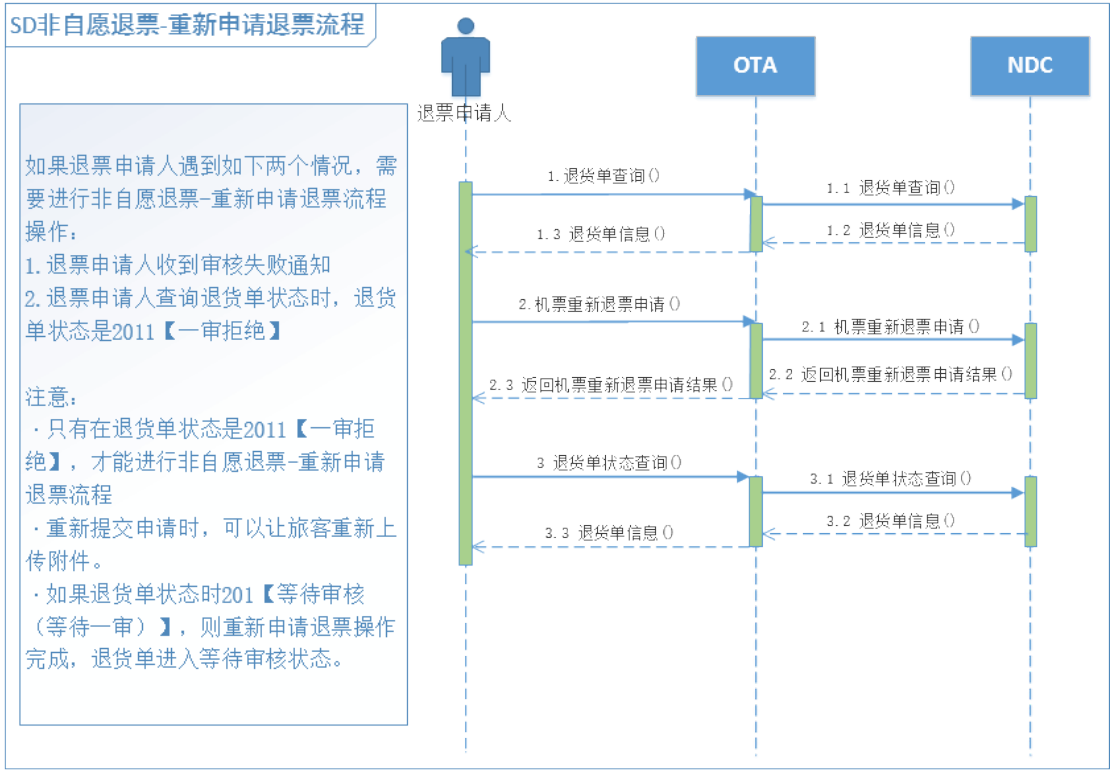 SD非自愿退票-重新申请退票流程
退票申请人
OTA
NDC
如果退票申请人遇到如下两个情况，需
要进行非自愿退票-重新申请退票流程
操作：
1.退票申请人收到审核失败通知
2.退票申请人查询退货单状态时，退货
单状态是2011【一审拒绝】
注意：
·只有在退货单状态是2011【一审拒
绝】，才能进行非自愿退票-重新申请
退票流程
·重新提交申请时，可以让旅客重新上
传附件。
·如果退货单状态时201【等待审核
（等待一审）】，则重新申请退票操作
完成，退货单进入等待审核状态。
1.退货单查询()
1.1 退货单查询()
1.2 退货单信息()
1.3 退货单信息()
2.机票重新退票申请()
2.1 机票重新退票申请()
2.2 返回机票重新退票申请结果()
2.3 返回机票重新退票申请结果()
3 退货单状态查询()
3.1 退货单状态查询()
3.2 退货单信息()
3.3 退货单信息()